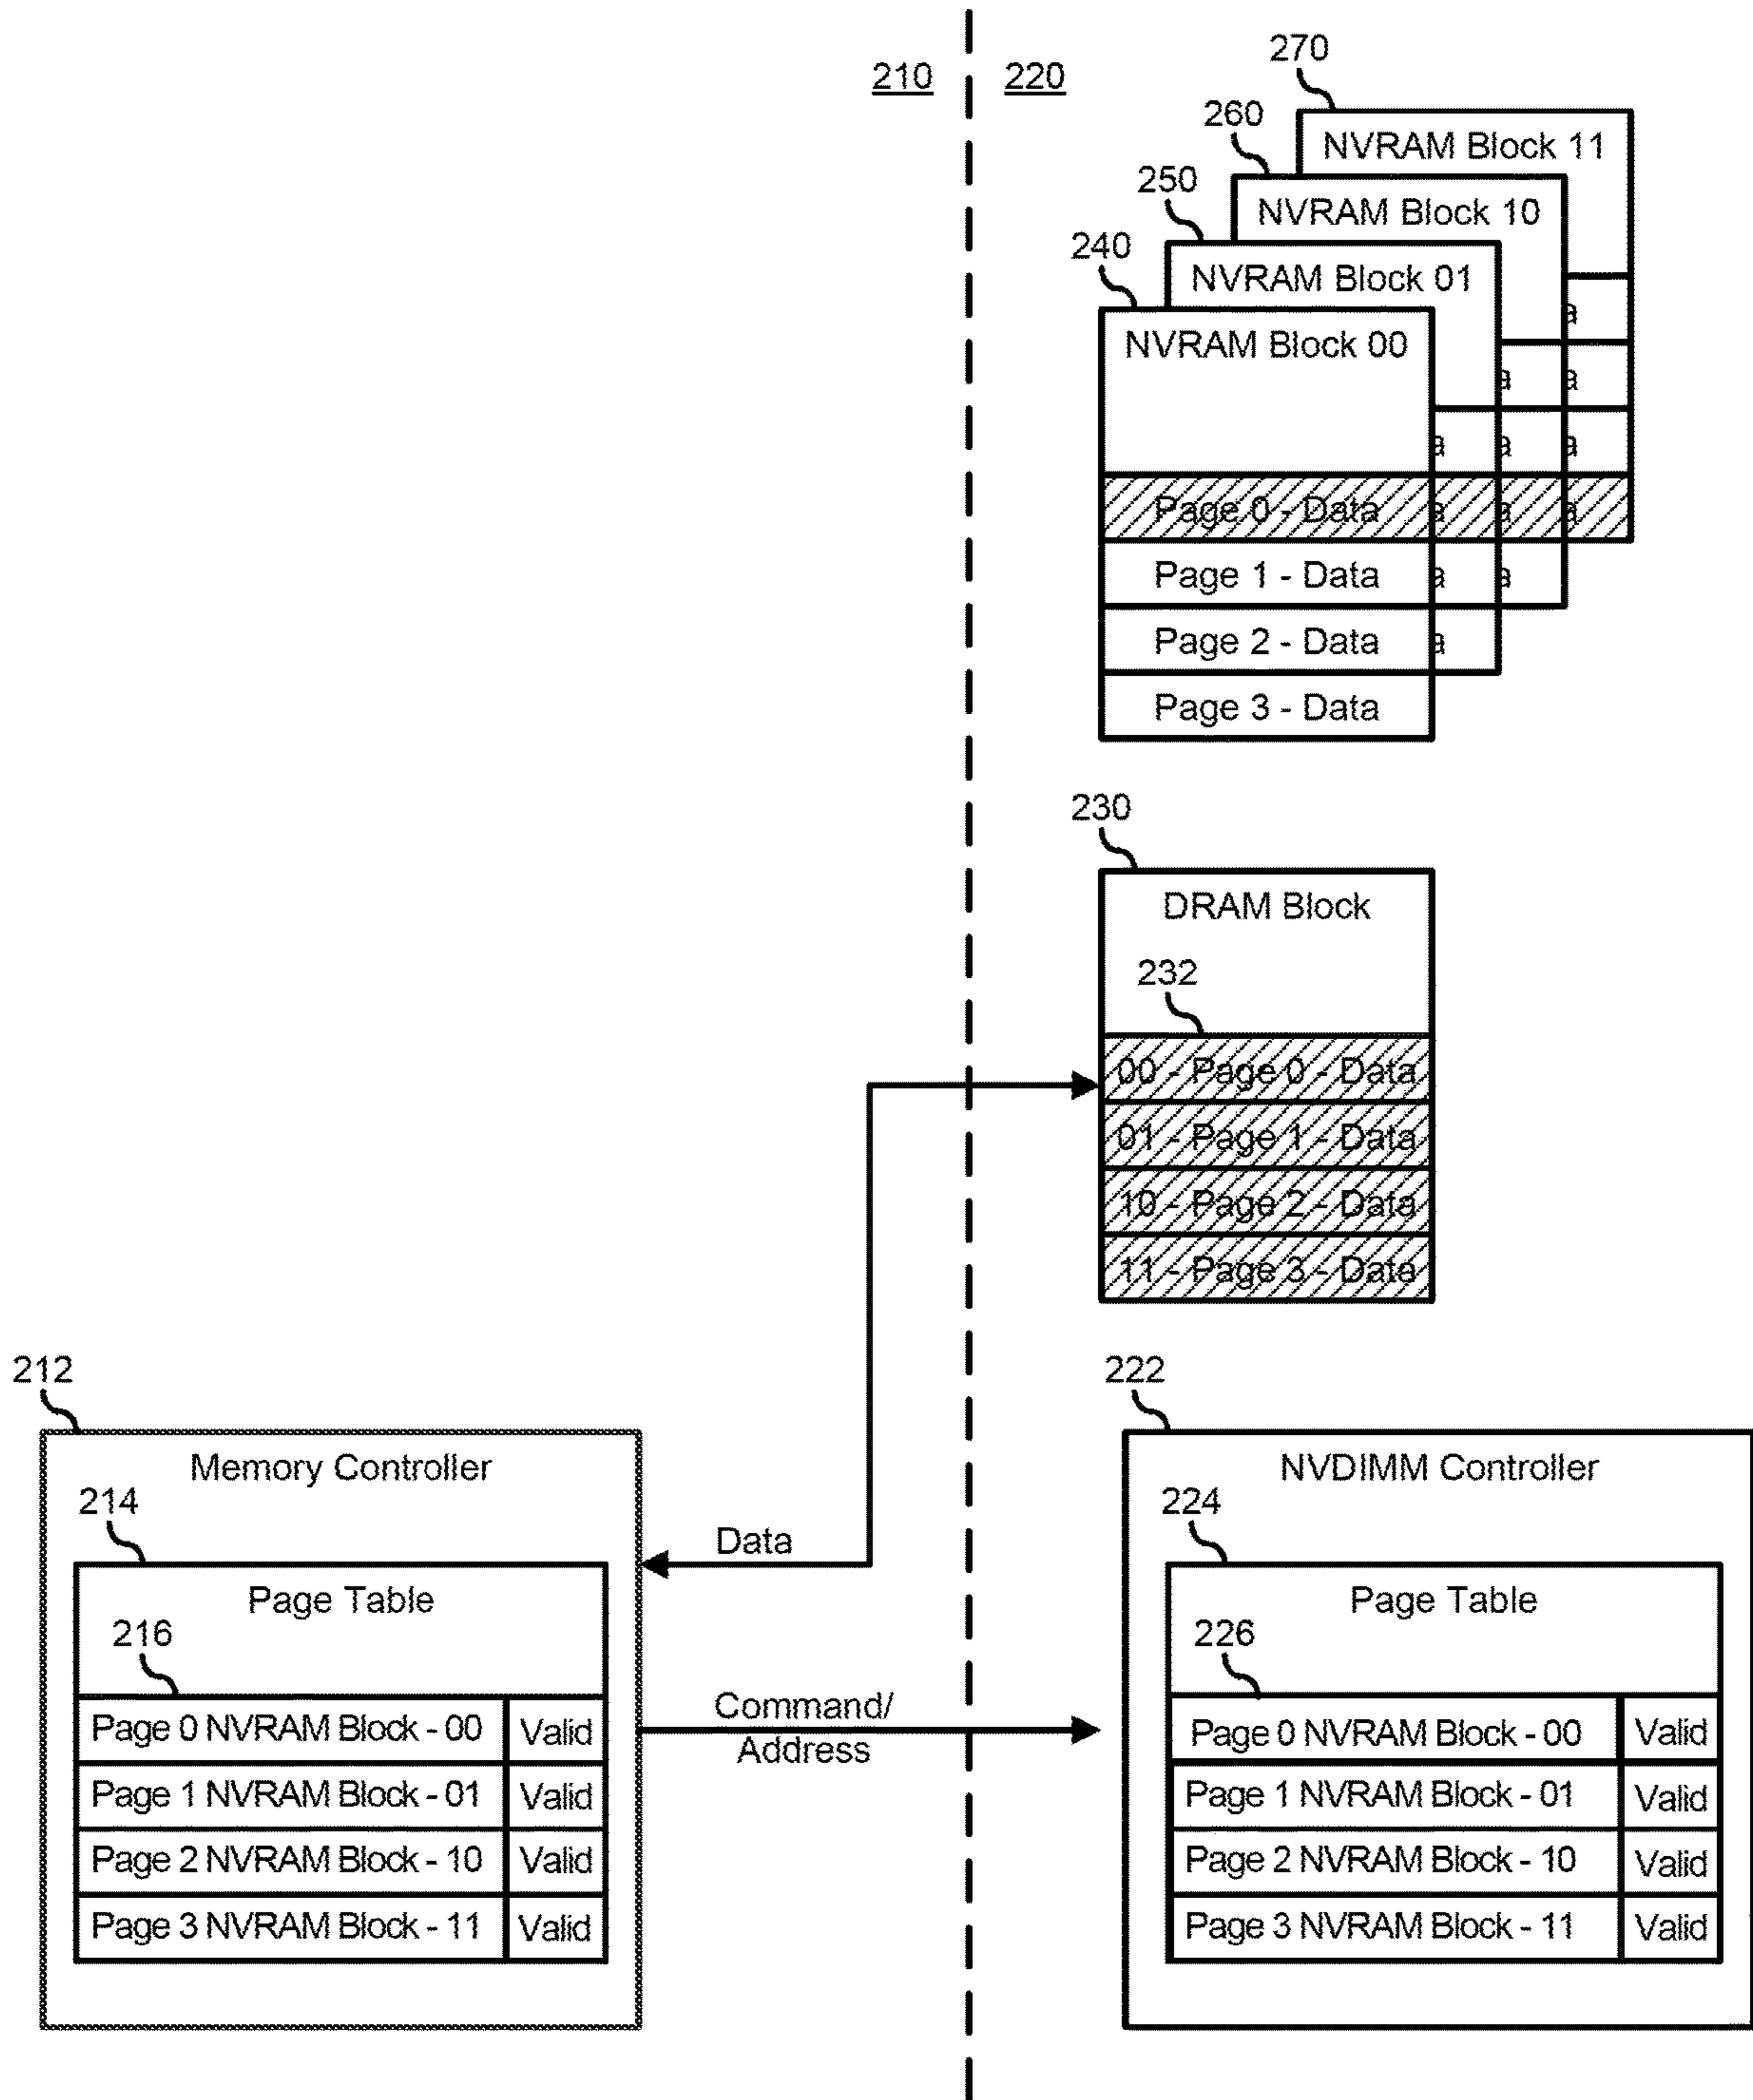 210
220
270
NVRAM Block 11
260
NVRAM Block 10
250
NVRAM Block 01
240
NVRAM Block 00
a
a a
a a a
Page 0 - Data a a a
Page 1 - Data a a
Page 2 - Data a
Page 3 - Data
230
DRAM Block
232
00 - Page 0 - Data
01 - Page 1 - Data
10 - Page 2 - Data
11 - Page 3 - Data
212
Memory Controller
214
Page Table
216
Page 0 NVRAM Block - 00 Valid
Page 1 NVRAM Block - 01 Valid
Page 2 NVRAM Block - 10 Valid
Page 3 NVRAM Block - 11 Valid
Data
Command/
Address
222
NVDIMM Controller
224
Page Table
226
Page 0 NVRAM Block - 00 Valid
Page 1 NVRAM Block - 01 Valid
Page 2 NVRAM Block - 10 Valid
Page 3 NVRAM Block - 11 Valid